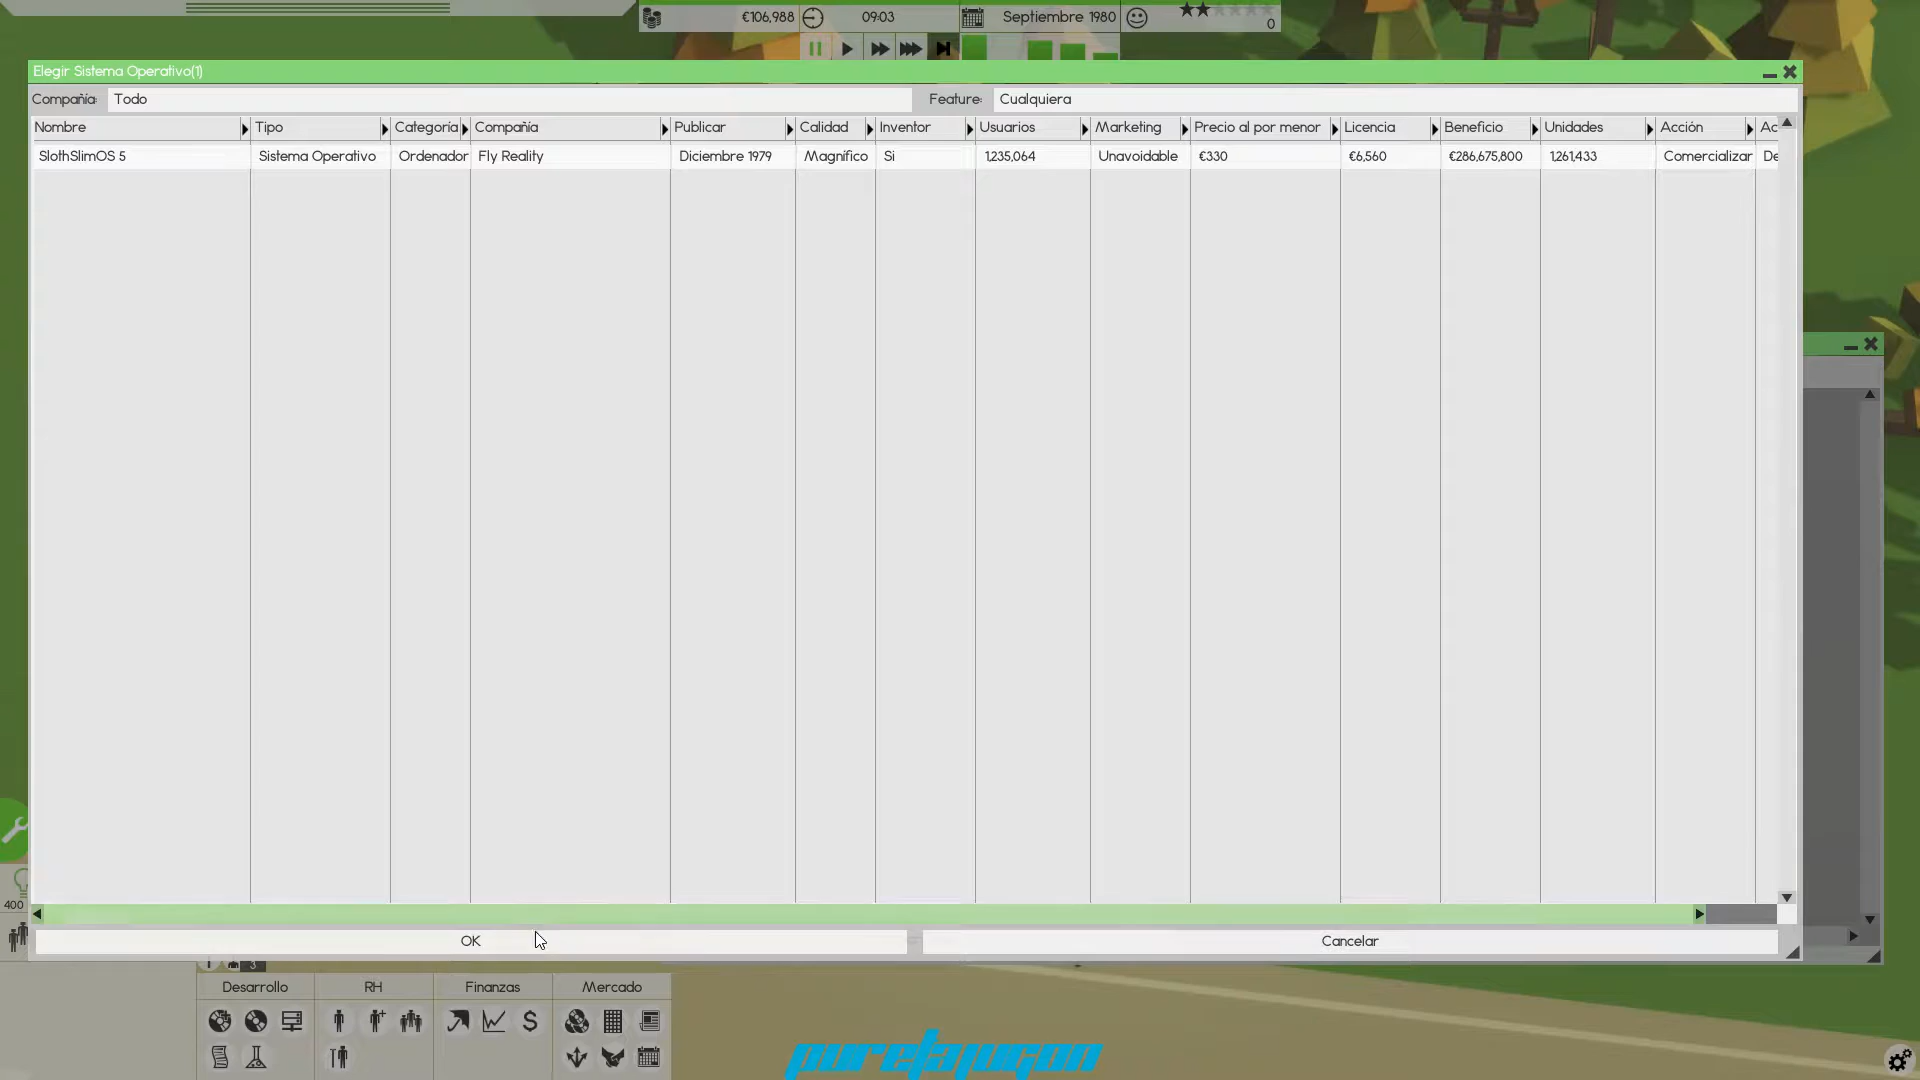 €106,988 09:03 Septiembre 1980 0
Elegir Sistema Operativo(1)
Compañía: Todo Feature: Cualquiera
Nombre Tipo Categoría Compañía Publicar Calidad Inventor Usuarios Marketing Precio al por menor Licencia Beneficio Unidades Acción Ac
SlothSlimOS 5 Sistema Operativo Ordenador Fly Reality Diciembre 1979 Magnífico Si 1,235,064 Unavoidable €330 €6,560 €286,675,800 1,261,433 Comercializar De
400
OK Cancelar
3
Desarrollo RH Finanzas Mercado
purelajugon